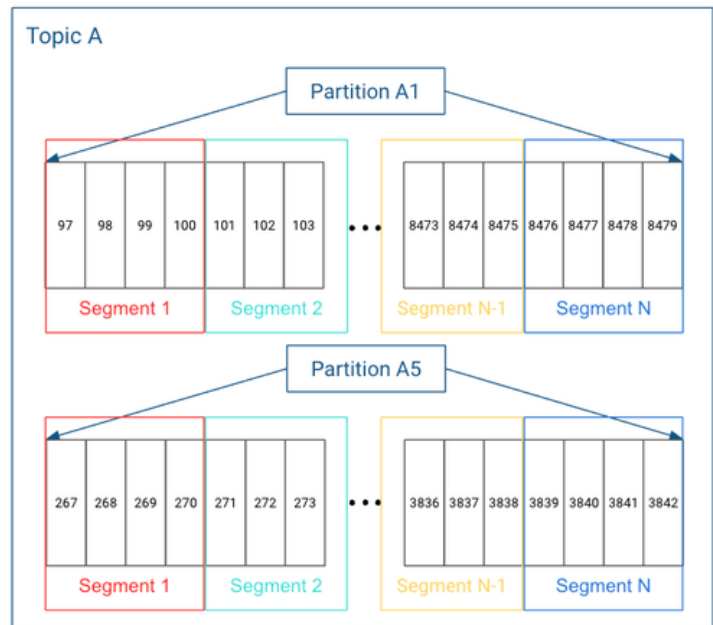 Topic A
Partition A1
97 98 99 100 101 102 103 ••• 8473 8474 8475 8476 8477 8478 8479
Segment 1 Segment 2 Segment N-1 Segment N
Partition A5
267 268 269 270 271 272 273 ••• 3836 3837 3838 3839 3840 3841 3842
Segment 1 Segment 2 Segment N-1 Segment N